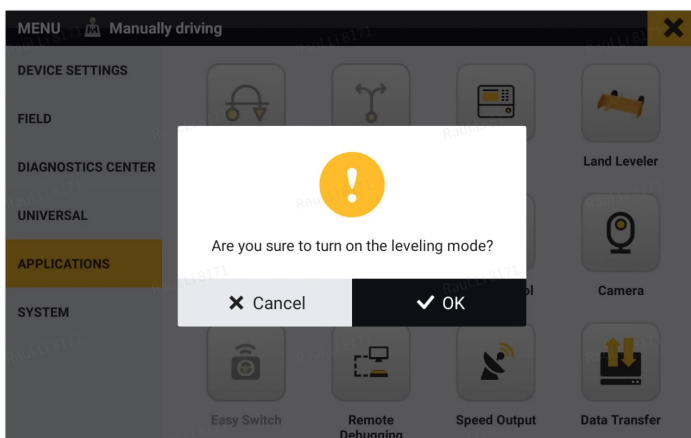 MENU
Manually driving
DEVICE SETTINGS
FIELD
DIAGNOSTICS CENTER
Land Leveler
UNIVERSAL
Are you sure to turn on the leveling mode?
APPLICATIONS
Cancel
OK
Camera
SYSTEM
Easy Switch
Remote
Debugging
Speed Output
Data Transfer